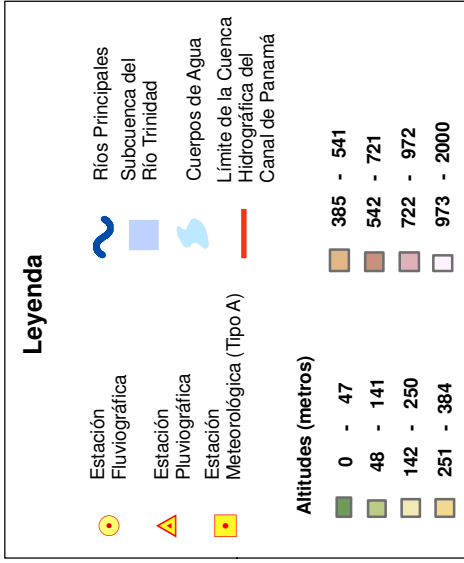 Leyenda
Estación
Fluviográfica
Estación
Pluviográfica
Estación
Meteorológica (Tipo A)
Ríos Principales
Subcuenca del
Río Trinidad
Cuerpos de Agua
Límite de la Cuenca
Hidrográfica del
Canal de Panamá
Altitudes (metros)
0 - 47
48 - 141
142 - 250
251 - 384
385 - 541
542 - 721
722 - 972
973 - 2000